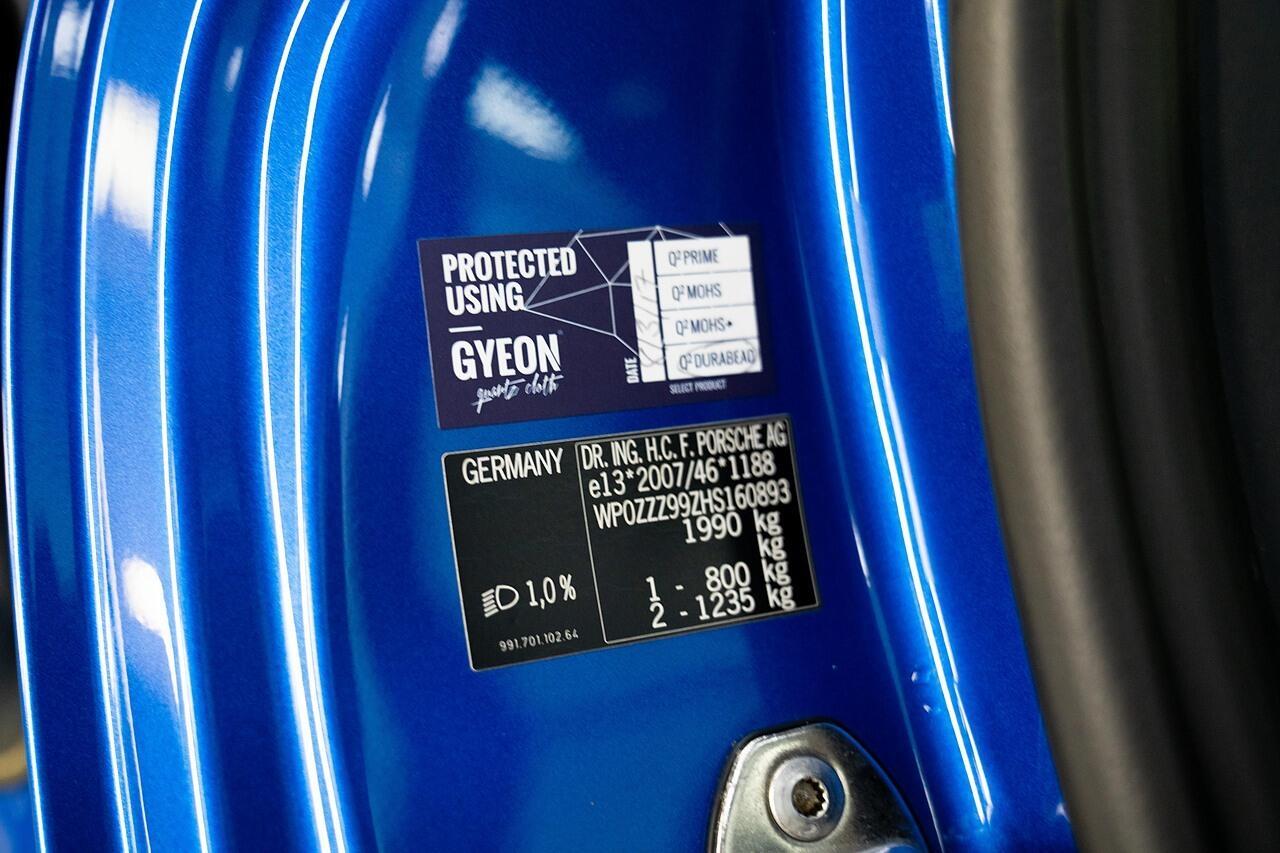 PROTECTED
USING
GYEON
quartz cloth
DATE
Q² PRIME
Q² MOHS
Q² MOHS+
Q² DURABEAD
SELECT PRODUCT
GERMANY
1,0 %
991.701.102.64
DR. ING. H.C. F. PORSCHE AG
e13*2007/46*1188
WP0ZZZ99ZHS160893
1990 kg
kg
1 - 800 kg
2 - 1235 kg